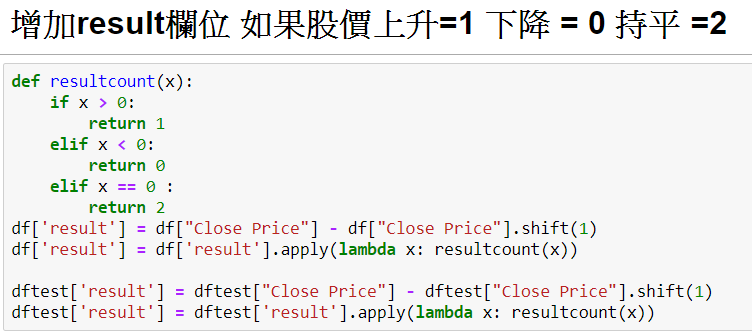 增加result欄位 如果股價上升=1 下降 = 0 持平 =2
def resultcount(x):
    if x > 0:
        return 1
    elif x < 0:
        return 0
    elif x == 0 :
        return 2
df['result'] = df["Close Price"] - df["Close Price"].shift(1)
df['result'] = df['result'].apply(lambda x: resultcount(x))

dftest['result'] = dftest["Close Price"] - dftest["Close Price"].shift(1)
dftest['result'] = dftest['result'].apply(lambda x: resultcount(x))